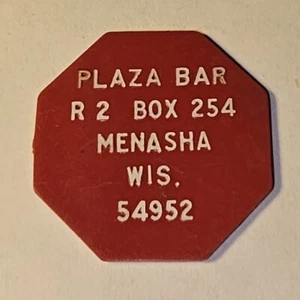 PLAZA BAR
R 2 BOX 254
MENASHA
WIS.
54952